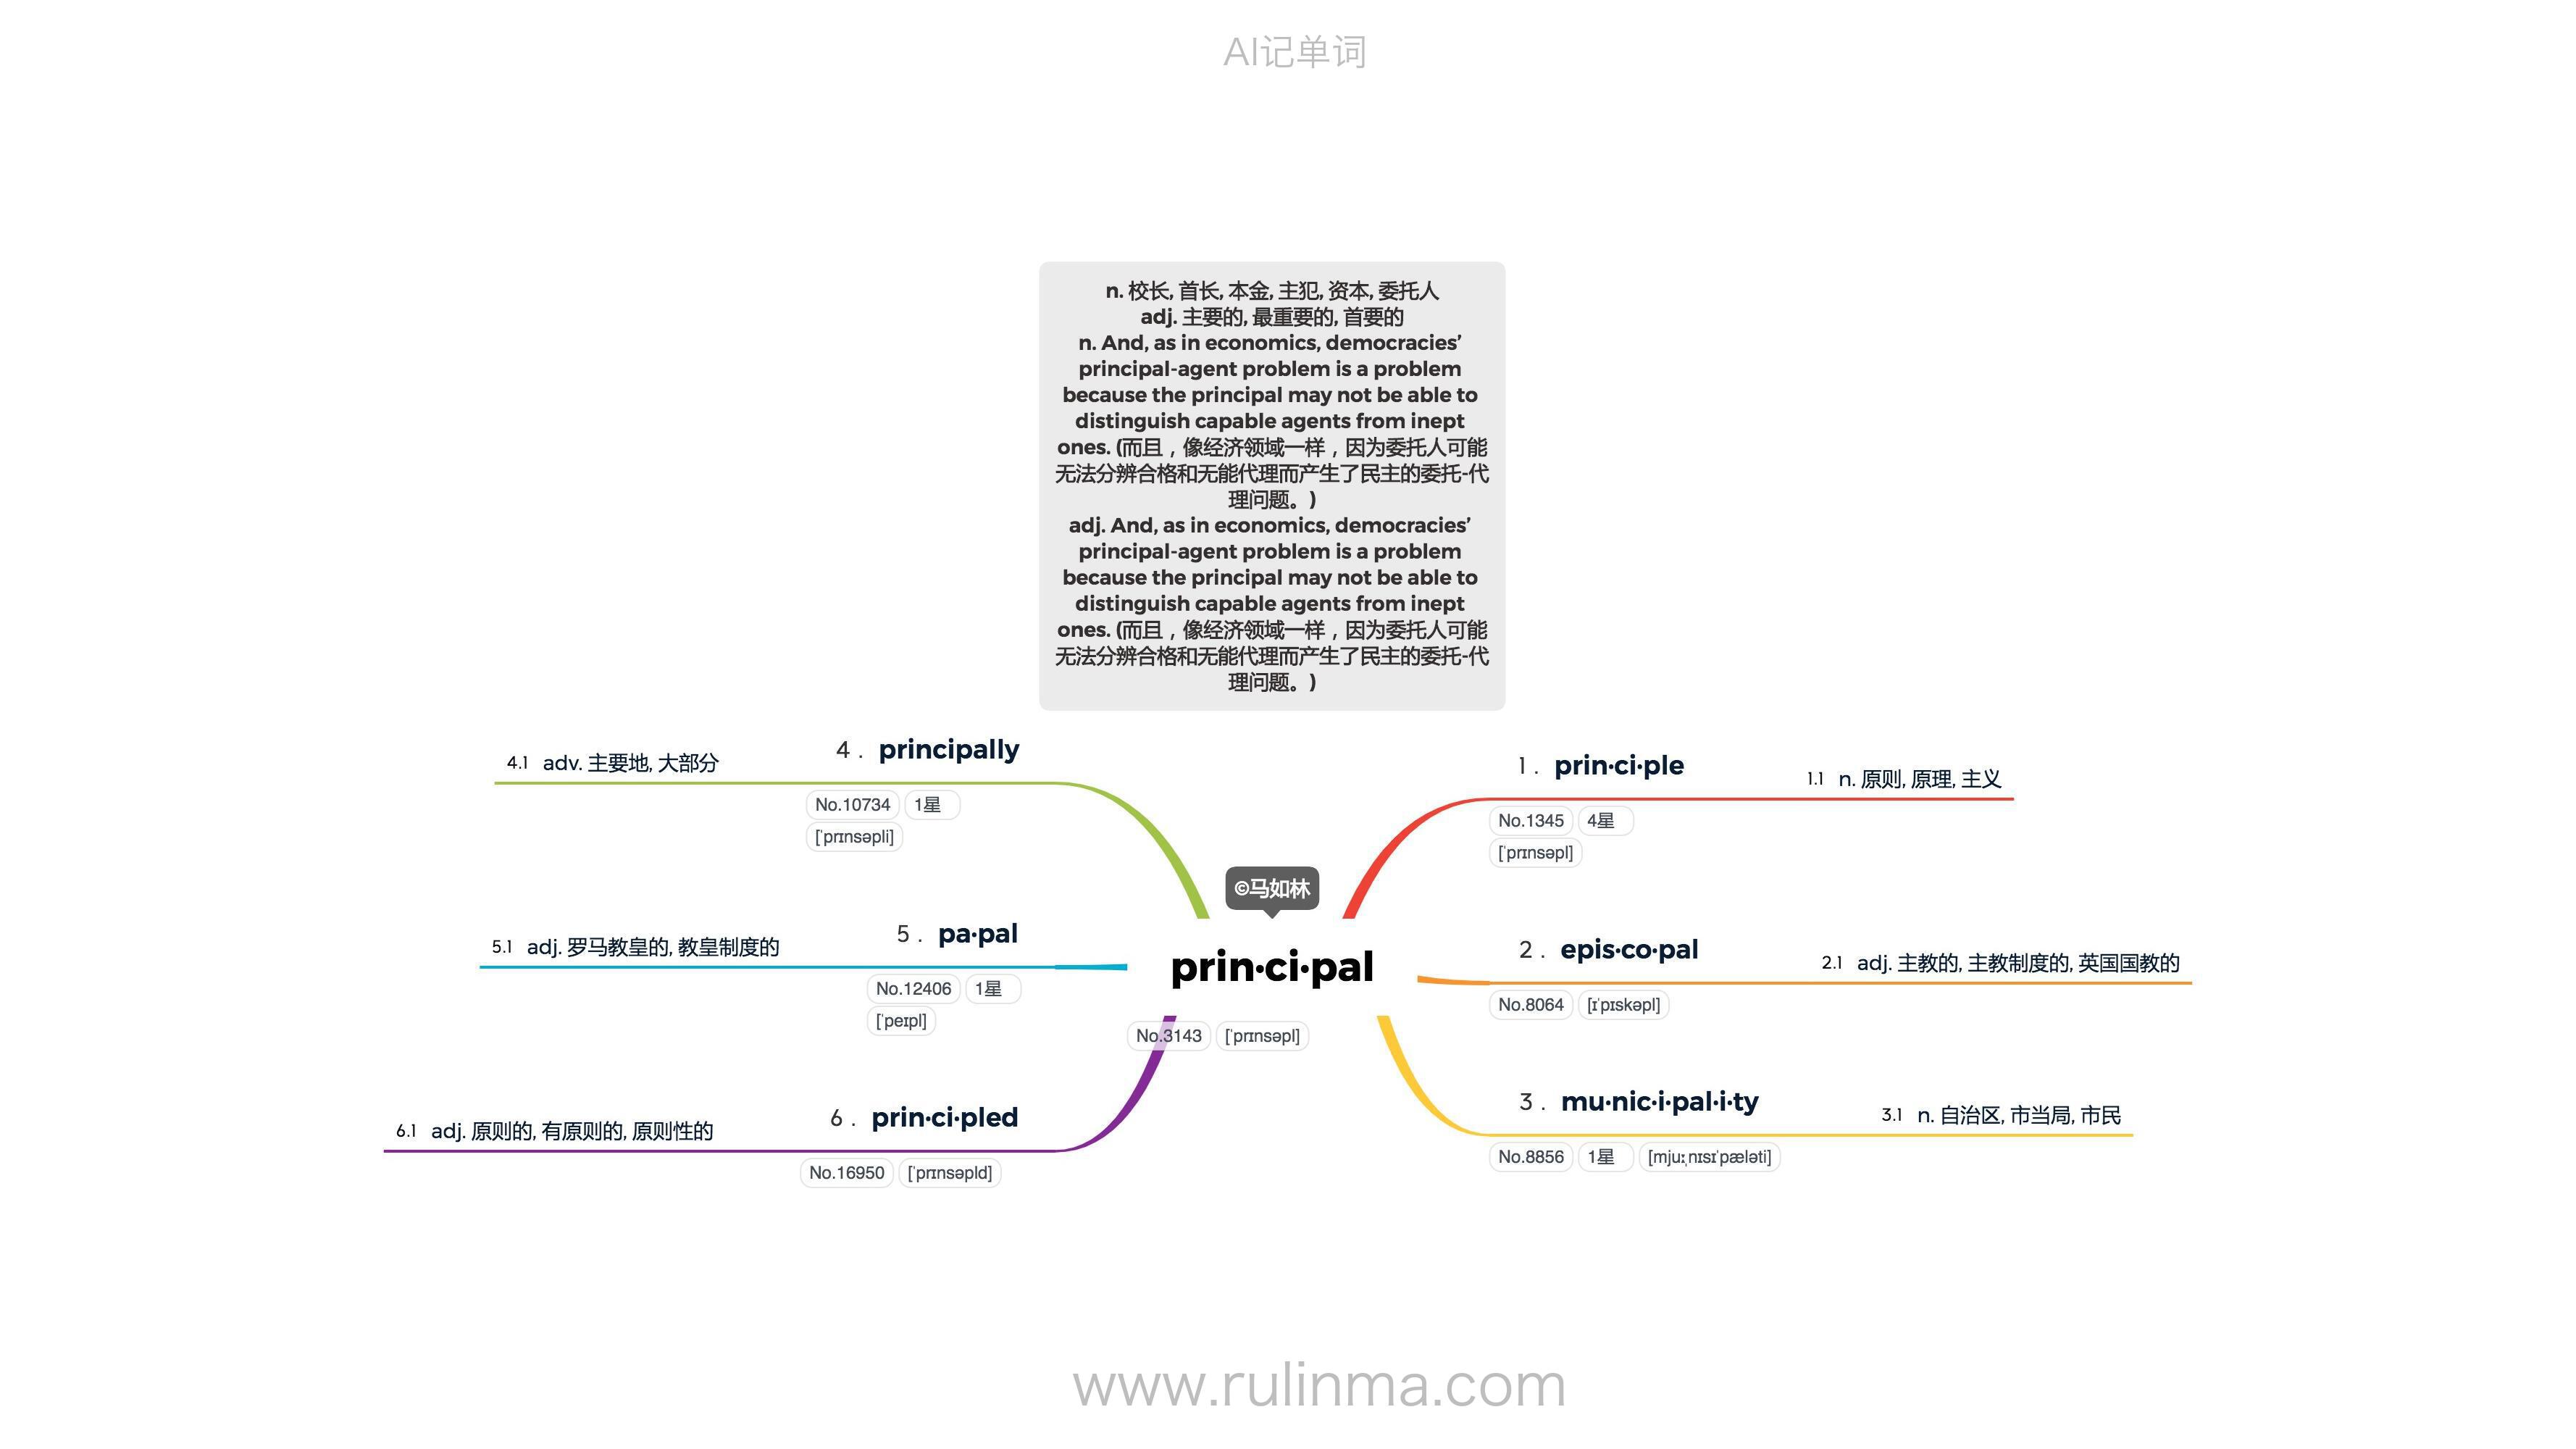 AI记单词
n. 校长, 首长, 本金, 主犯, 资本, 委托人
adj. 主要的, 最重要的, 首要的
n. And, as in economics, democracies’
principal-agent problem is a problem
because the principal may not be able to
distinguish capable agents from inept
ones. (而且，像经济领域一样，因为委托人可能
无法分辨合格和无能代理而产生了民主的委托-代
理问题。)
adj. And, as in economics, democracies’
principal-agent problem is a problem
because the principal may not be able to
distinguish capable agents from inept
ones. (而且，像经济领域一样，因为委托人可能
无法分辨合格和无能代理而产生了民主的委托-代
理问题。)
©马如林
prin·ci·pal
No.3143 [ˈprɪnsəpl]
1 . prin·ci·ple
1.1 n. 原则, 原理, 主义
No.1345 4星
[ˈprɪnsəpl]
2 . epis·co·pal
2.1 adj. 主教的, 主教制度的, 英国国教的
No.8064 [ɪˈpɪskəpl]
3 . mu·nic·i·pal·i·ty
3.1 n. 自治区, 市当局, 市民
No.8856 1星 [mjuːˌnɪsɪˈpæləti]
4 . principally
4.1 adv. 主要地, 大部分
No.10734 1星
[ˈprɪnsəpli]
5 . pa·pal
5.1 adj. 罗马教皇的, 教皇制度的
No.12406 1星
[ˈpeɪpl]
6 . prin·ci·pled
6.1 adj. 原则的, 有原则的, 原则性的
No.16950 [ˈprɪnsəpld]
www.rulinma.com